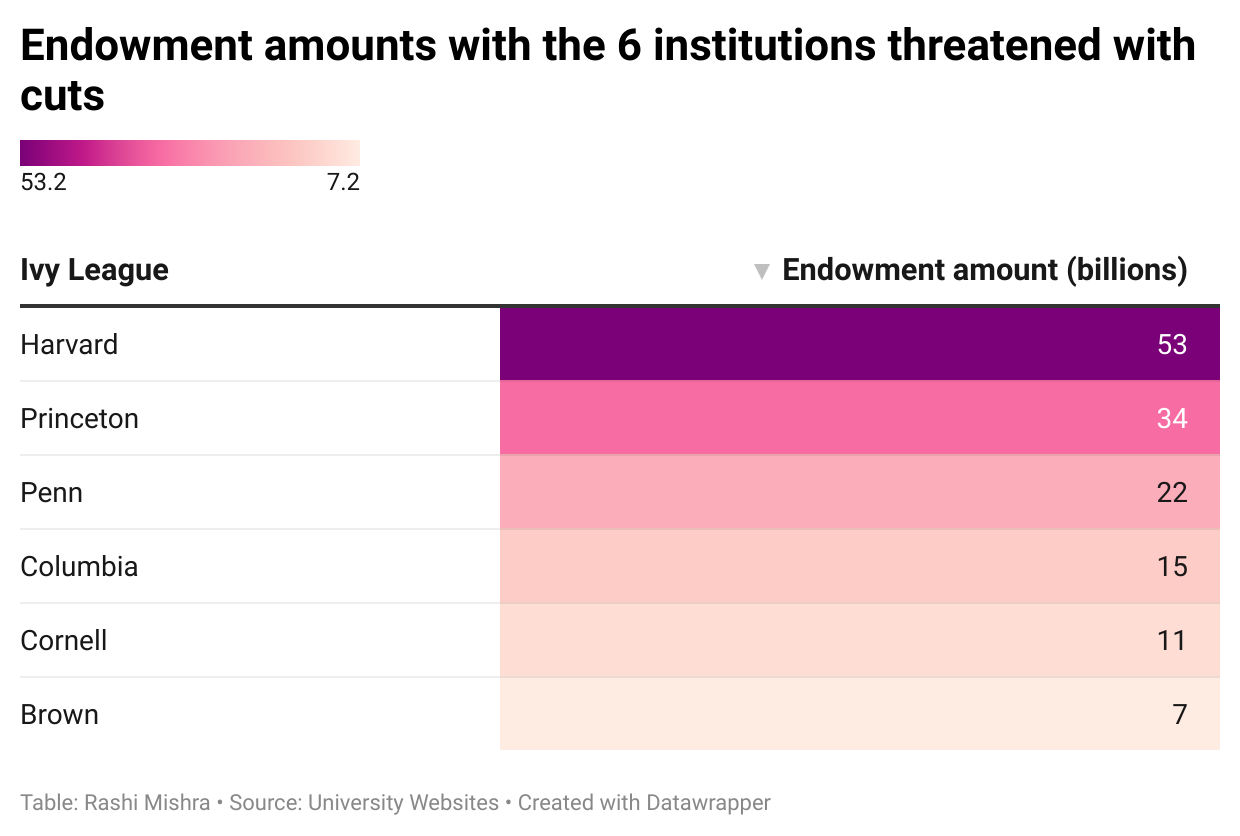 Endowment amounts with the 6 institutions threatened with
cuts
53.2 7.2
Ivy League ▼ Endowment amount (billions)
Harvard 53
Princeton 34
Penn 22
Columbia 15
Cornell 11
Brown 7
Table: Rashi Mishra • Source: University Websites • Created with Datawrapper